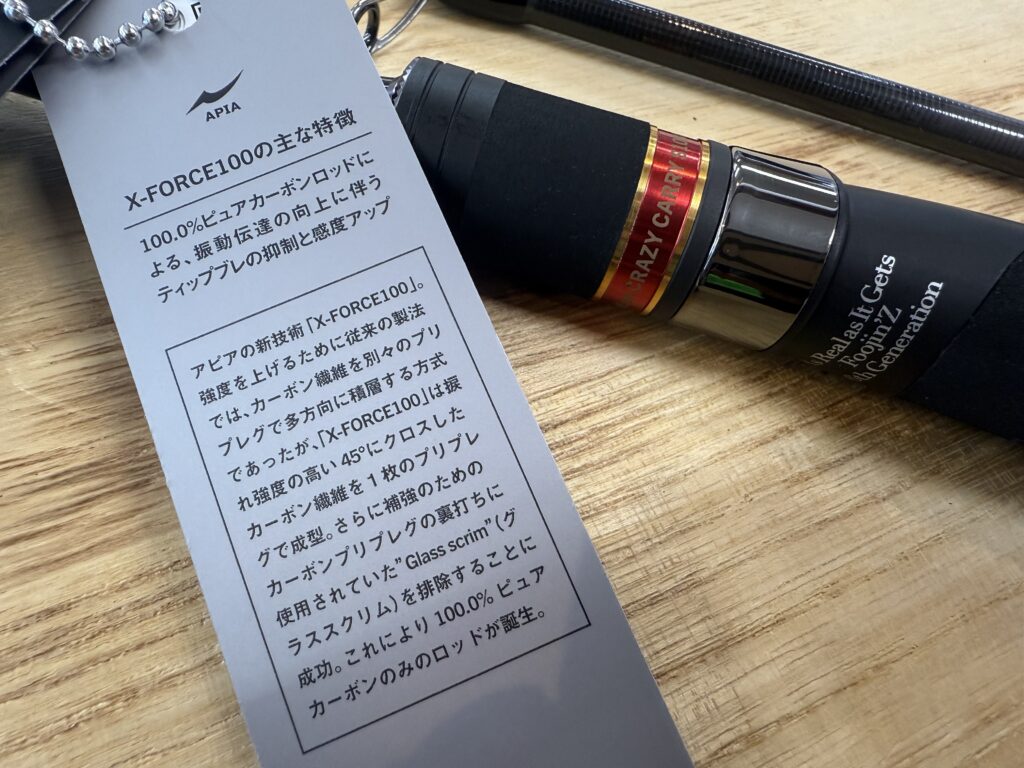 APIA
X-FORCE100の主な特徴
100.0%ピュアカーボンロッドに
よる、振動伝達の向上に伴う
ティップブレの抑制と感度アップ
アピアの新技術「X-FORCE100」。
強度を上げるために従来の製法
では、カーボン繊維を別々のプリ
プレグで多方向に積層する方式
であったが、「X-FORCE100」は捩
れ強度の高い45°にクロスした
カーボン繊維を1枚のプリプレ
グで成型。さらに補強のための
カーボンプリプレグの裏打ちに
使用されていた"Glass scrim"(グ
ラススクリム)を排除することに
成功。これにより100.0% ピュア
カーボンのみのロッドが誕生。
CRAZY CARRY
Real as It Gets
Foojin'Z
Generation